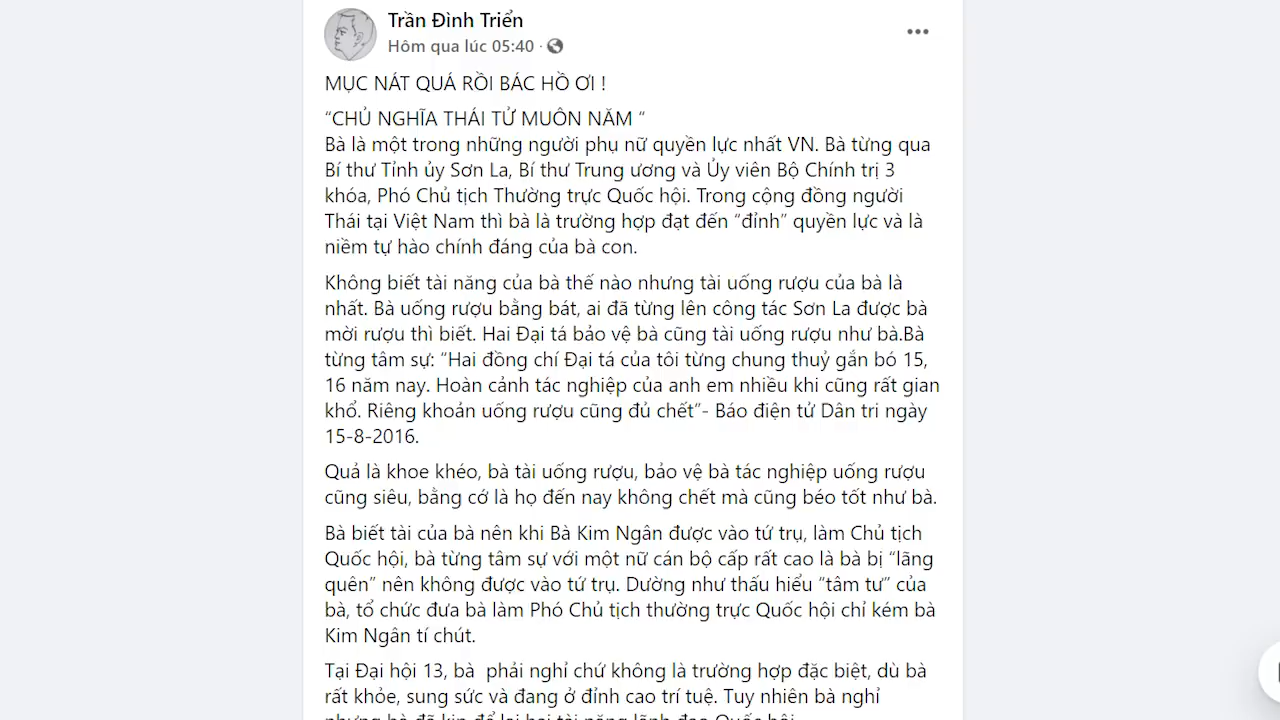 Trần Đình Triển
Hôm qua lúc 05:40 ·
MỤC NÁT QUÁ RỒI BÁC HỒ ƠI !
“CHỦ NGHĨA THÁI TỬ MUÔN NĂM “
Bà là một trong những người phụ nữ quyền lực nhất VN. Bà từng qua
Bí thư Tỉnh ủy Sơn La, Bí thư Trung ương và Ủy viên Bộ Chính trị 3
khóa, Phó Chủ tịch Thường trực Quốc hội. Trong cộng đồng người
Thái tại Việt Nam thì bà là trường hợp đạt đến “đỉnh” quyền lực và là
niềm tự hào chính đáng của bà con.
Không biết tài năng của bà thế nào nhưng tài uống rượu của bà là
nhất. Bà uống rượu bằng bát, ai đã từng lên công tác Sơn La được bà
mời rượu thì biết. Hai Đại tá bảo vệ bà cũng tài uống rượu như bà.Bà
từng tâm sự: “Hai đồng chí Đại tá của tôi từng chung thuỷ gắn bó 15,
16 năm nay. Hoàn cảnh tác nghiệp của anh em nhiều khi cũng rất gian
khổ. Riêng khoản uống rượu cũng đủ chết”- Báo điện tử Dân tri ngày
15-8-2016.
Quả là khoe khéo, bà tài uống rượu, bảo vệ bà tác nghiệp uống rượu
cũng siêu, bằng cớ là họ đến nay không chết mà cũng béo tốt như bà.
Bà biết tài của bà nên khi Bà Kim Ngân được vào tứ trụ, làm Chủ tịch
Quốc hội, bà từng tâm sự với một nữ cán bộ cấp rất cao là bà bị “lãng
quên” nên không được vào tứ trụ. Dường như thấu hiểu “tâm tư” của
bà, tổ chức đưa bà làm Phó Chủ tịch thường trực Quốc hội chỉ kém bà
Kim Ngân tí chút.
Tại Đại hội 13, bà  phải nghỉ chứ không là trường hợp đặc biệt, dù bà
rất khỏe, sung sức và đang ở đỉnh cao trí tuệ. Tuy nhiên bà nghỉ
nhưng bà đã kịp để lại hai tài năng lãnh đạo Quốc hội